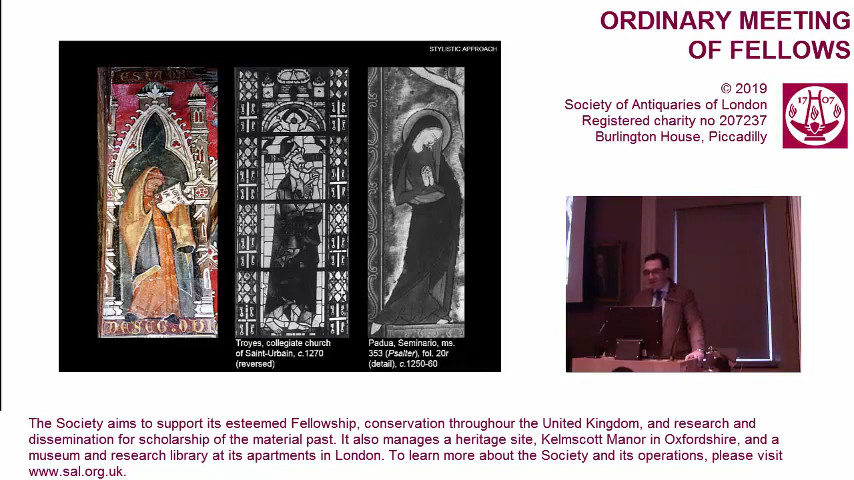 ORDINARY MEETING
OF FELLOWS
© 2019
Society of Antiquaries of London
Registered charity no 207237
Burlington House, Piccadilly
17 07
STYLISTIC APPROACH
Troyes, collegiate church
of Saint-Urbain, c.1270
(reversed)
Padua, Seminario, ms.
353 (Psalter), fol. 20r
(detail), c.1250-60
The Society aims to support its esteemed Fellowship, conservation throughour the United Kingdom, and research and
dissemination for scholarship of the material past. It also manages a heritage site, Kelmscott Manor in Oxfordshire, and a
museum and research library at its apartments in London. To learn more about the Society and its operations, please visit
www.sal.org.uk.